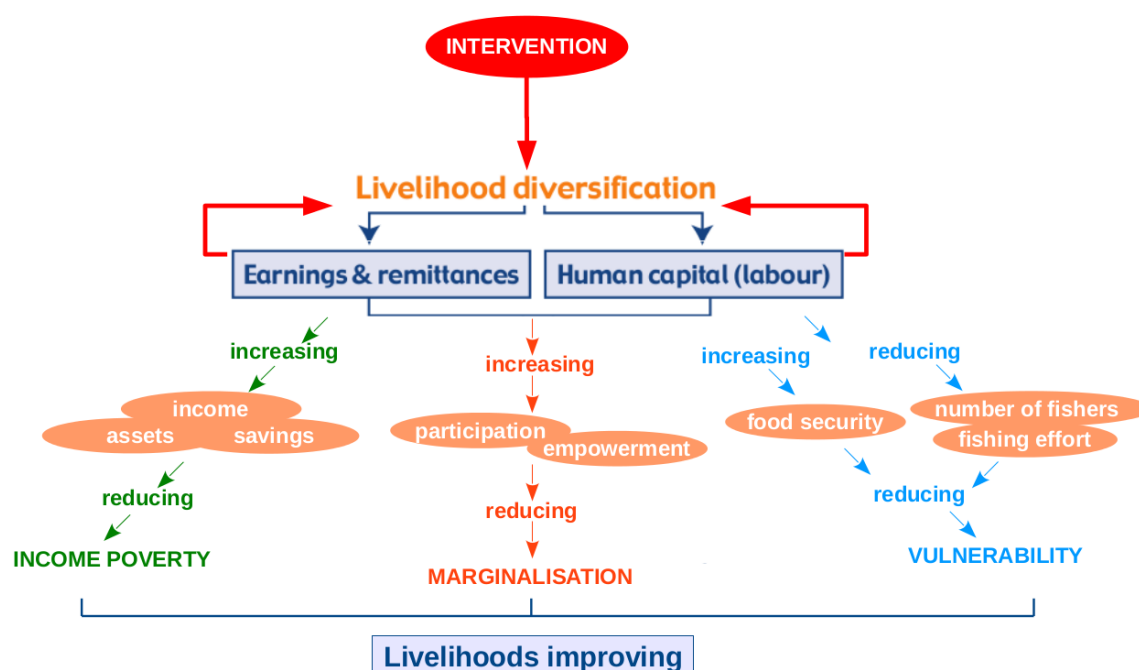 INTERVENTION
Livelihood diversification
Earnings & remittances
Human capital (labour)
increasing
income
assets
savings
reducing
INCOME POVERTY
increasing
participation
empowerment
reducing
MARGINALISATION
increasing
food security
reducing
number of fishers
fishing effort
reducing
VULNERABILITY
Livelihoods improving